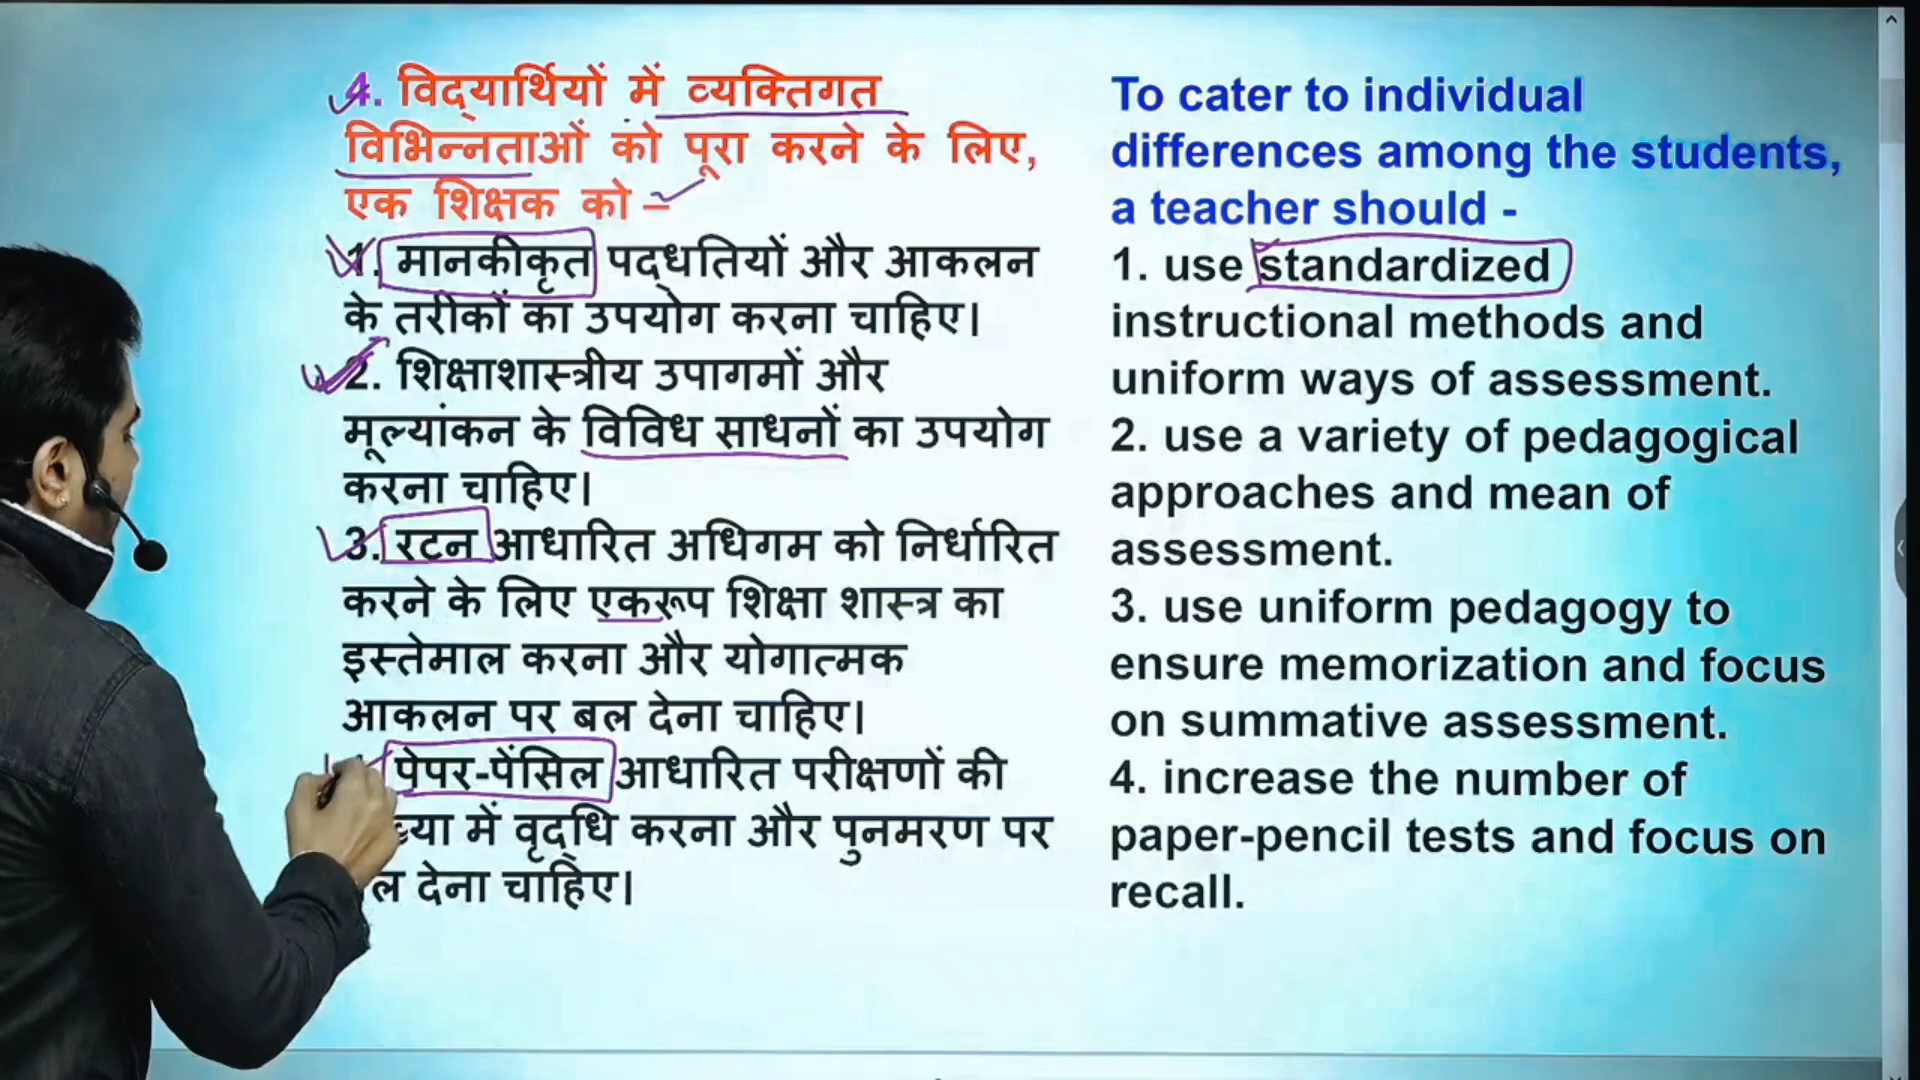 4. विद्यार्थियों में व्यक्तिगत
विभिन्नताओं को पूरा करने के लिए,
एक शिक्षक को –
1. मानकीकृत पद्धतियों और आकलन
के तरीकों का उपयोग करना चाहिए।
2. शिक्षाशास्त्रीय उपागमों और
मूल्यांकन के विविध साधनों का उपयोग
करना चाहिए।
3. रटन आधारित अधिगम को निर्धारित
करने के लिए एकरूप शिक्षा शास्त्र का
इस्तेमाल करना और योगात्मक
आकलन पर बल देना चाहिए।
पेपर-पेंसिल आधारित परीक्षणों की
में वृद्धि करना और पुनमरण पर
देना चाहिए।
To cater to individual
differences among the students,
a teacher should -
1. use standardized
instructional methods and
uniform ways of assessment.
2. use a variety of pedagogical
approaches and mean of
assessment.
3. use uniform pedagogy to
ensure memorization and focus
on summative assessment.
4. increase the number of
paper-pencil tests and focus on
recall.